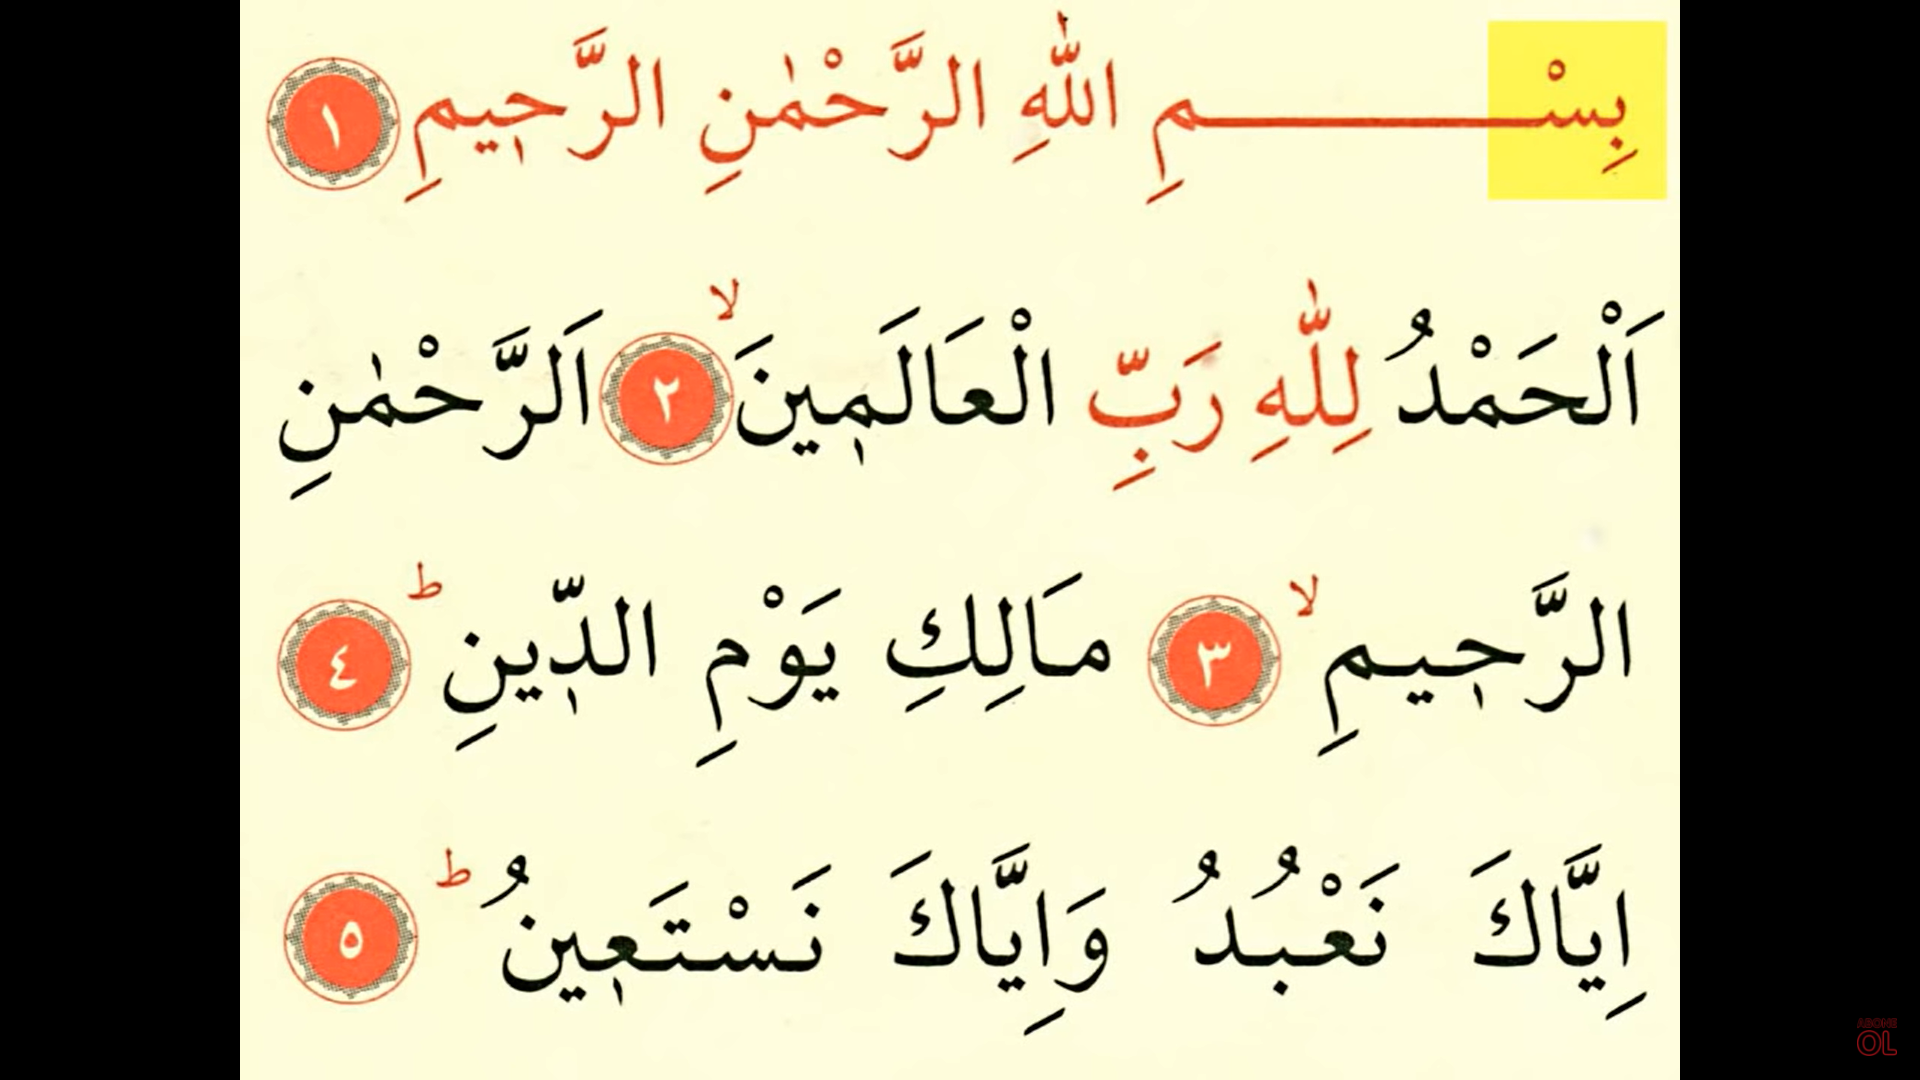 بِسْــــــــمِ اللّٰهِ الرَّحْمٰنِ الرَّحٖيمِ ١
اَلْحَمْدُ لِلّٰهِ رَبِّ الْعَالَمٖينَۙ ٢ اَلرَّحْمٰنِ
الرَّحٖيمِۙ ٣ مَالِكِ يَوْمِ الدّٖينِؕ ٤
اِيَّاكَ نَعْبُدُ وَاِيَّاكَ نَسْتَعٖينُؕ ٥
ABONE
OL